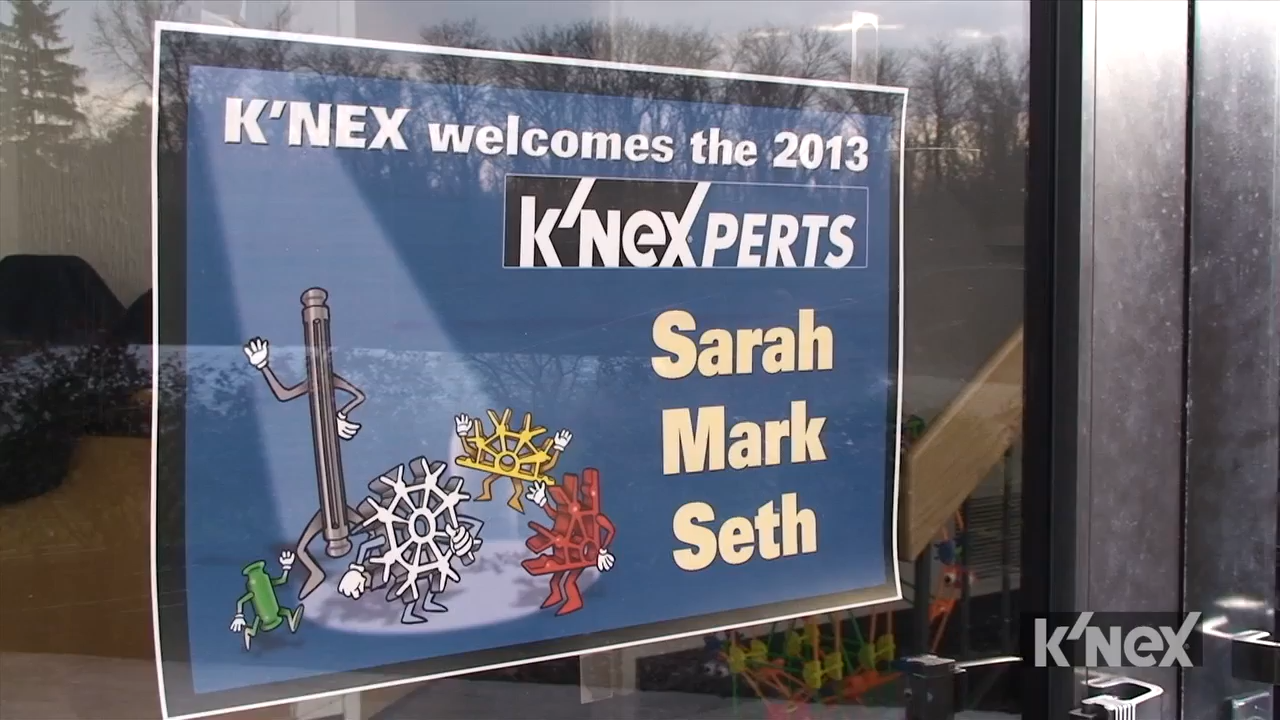 K'NEX welcomes the 2013
K'NEXPERTS
Sarah
Mark
Seth
K'NEX